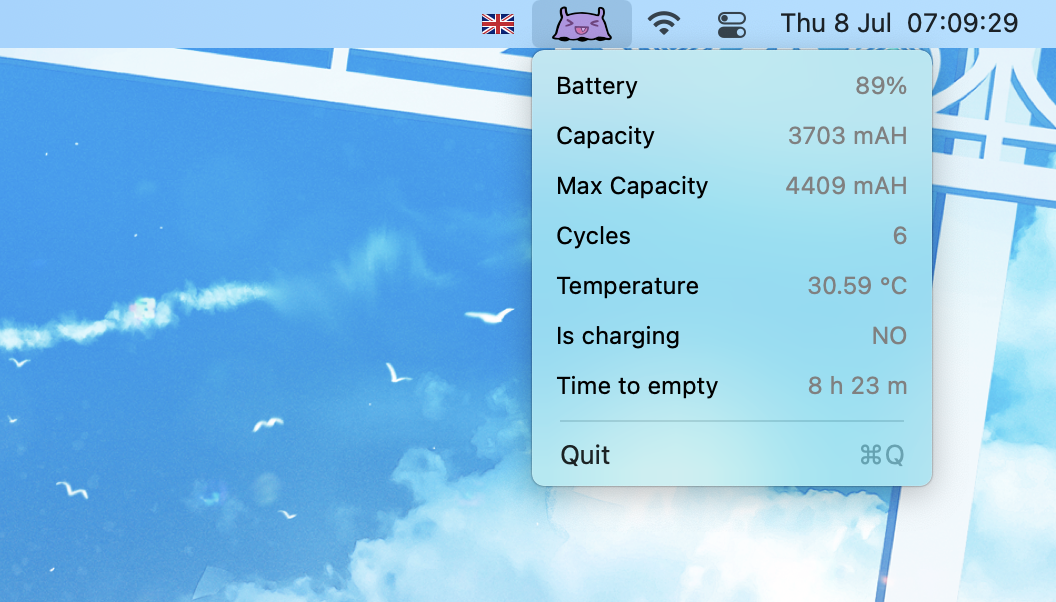 Thu 8 Jul 07:09:29
Battery 89%
Capacity 3703 mAH
Max Capacity 4409 mAH
Cycles 6
Temperature 30.59 °C
Is charging NO
Time to empty 8 h 23 m
Quit ⌘Q